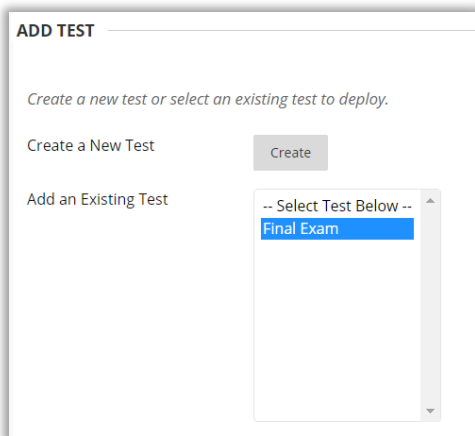 ADD TEST
Create a new test or select an existing test to deploy.
Create a New Test
Create
Add an Existing Test
-- Select Test Below --
Final Exam